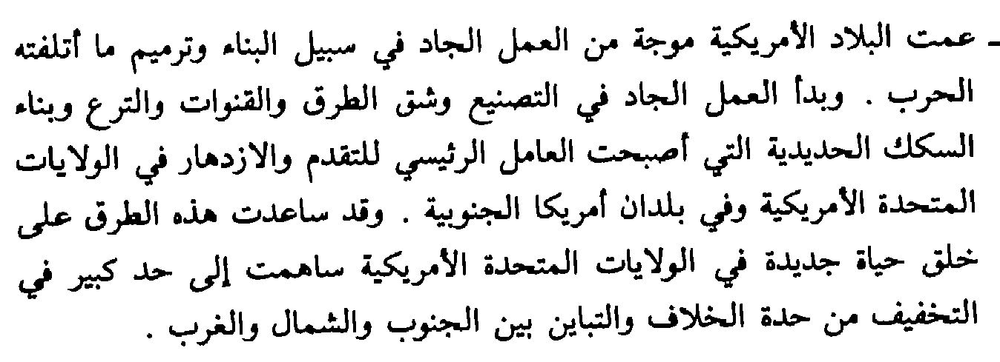 - عمت البلاد الأمريكية موجة من العمل الجاد في سبيل البناء وترميم ما أتلفته
الحرب . وبدأ العمل الجاد في التصنيع وشق الطرق والقنوات والترع وبناء
السكك الحديدية التي أصبحت العامل الرئيسي للتقدم والازدهار في الولايات
المتحدة الأمريكية وفي بلدان أمريكا الجنوبية . وقد ساعدت هذه الطرق على
خلق حياة جديدة في الولايات المتحدة الأمريكية ساهمت إلى حد كبير في
التخفيف من حدة الخلاف والتباين بين الجنوب والشمال والغرب .